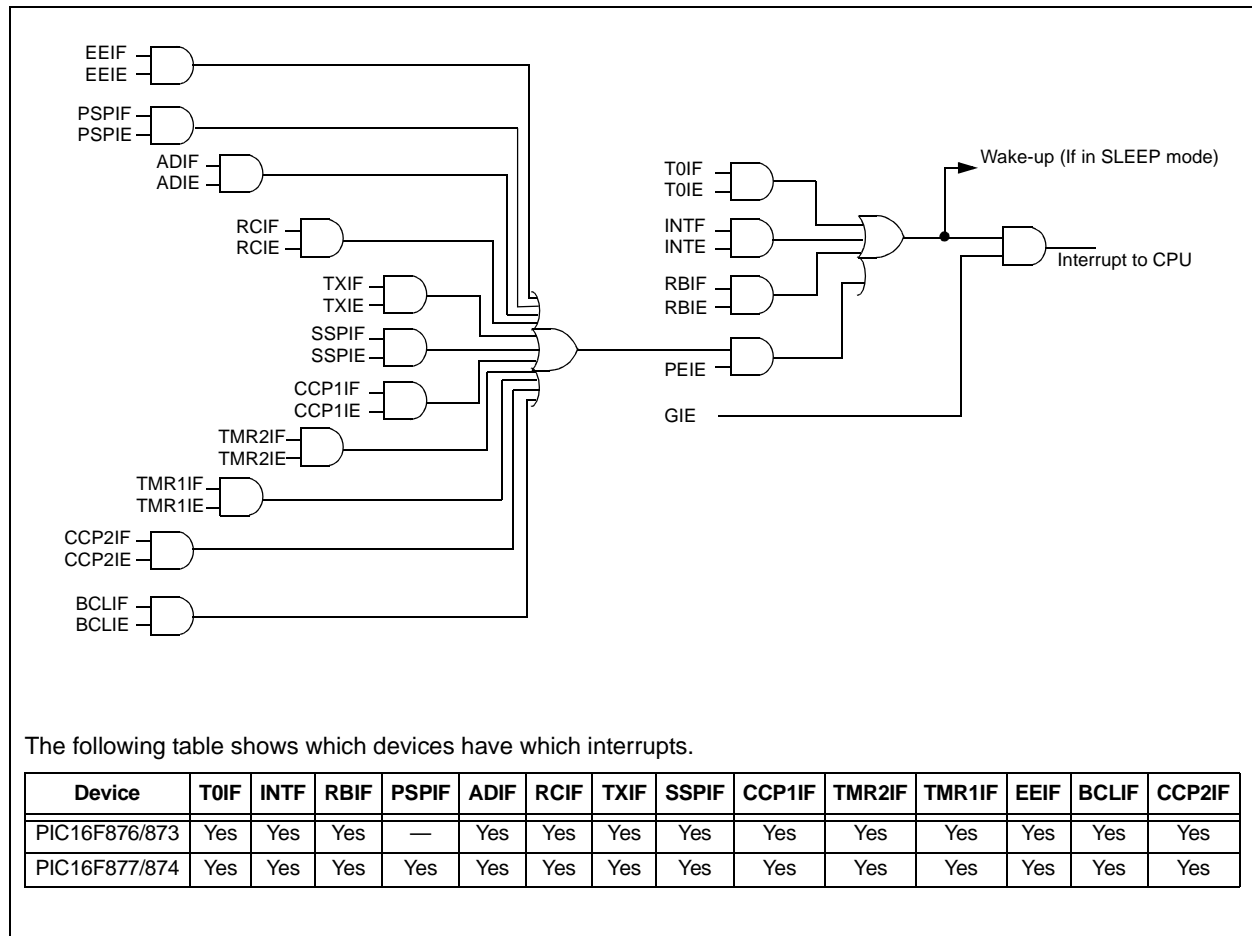 EEIF
EEIE
PSPIF
PSPIE
ADIF
ADIE
RCIF
RCIE
TXIF
TXIE
SSPIF
SSPIE
CCP1IF
CCP1IE
TMR2IF
TMR2IE
TMR1IF
TMR1IE
CCP2IF
CCP2IE
BCLIF
BCLIE
T0IF
T0IE
INTF
INTE
RBIF
RBIE
PEIE
GIE
Wake-up (If in SLEEP mode)
Interrupt to CPU
The following table shows which devices have which interrupts.
Device T0IF INTF RBIF PSPIF ADIF RCIF TXIF SSPIF CCP1IF TMR2IF TMR1IF EEIF BCLIF CCP2IF
PIC16F876/873 Yes Yes Yes — Yes Yes Yes Yes Yes Yes Yes Yes Yes Yes
PIC16F877/874 Yes Yes Yes Yes Yes Yes Yes Yes Yes Yes Yes Yes Yes Yes